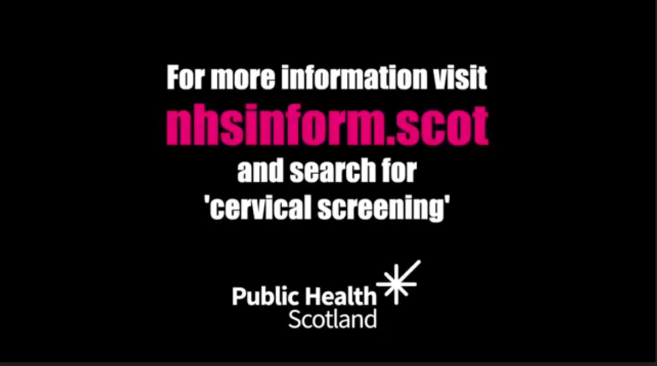 For more information visit
nhsinform.scot
and search for
'cervical screening'
Public Health
Scotland